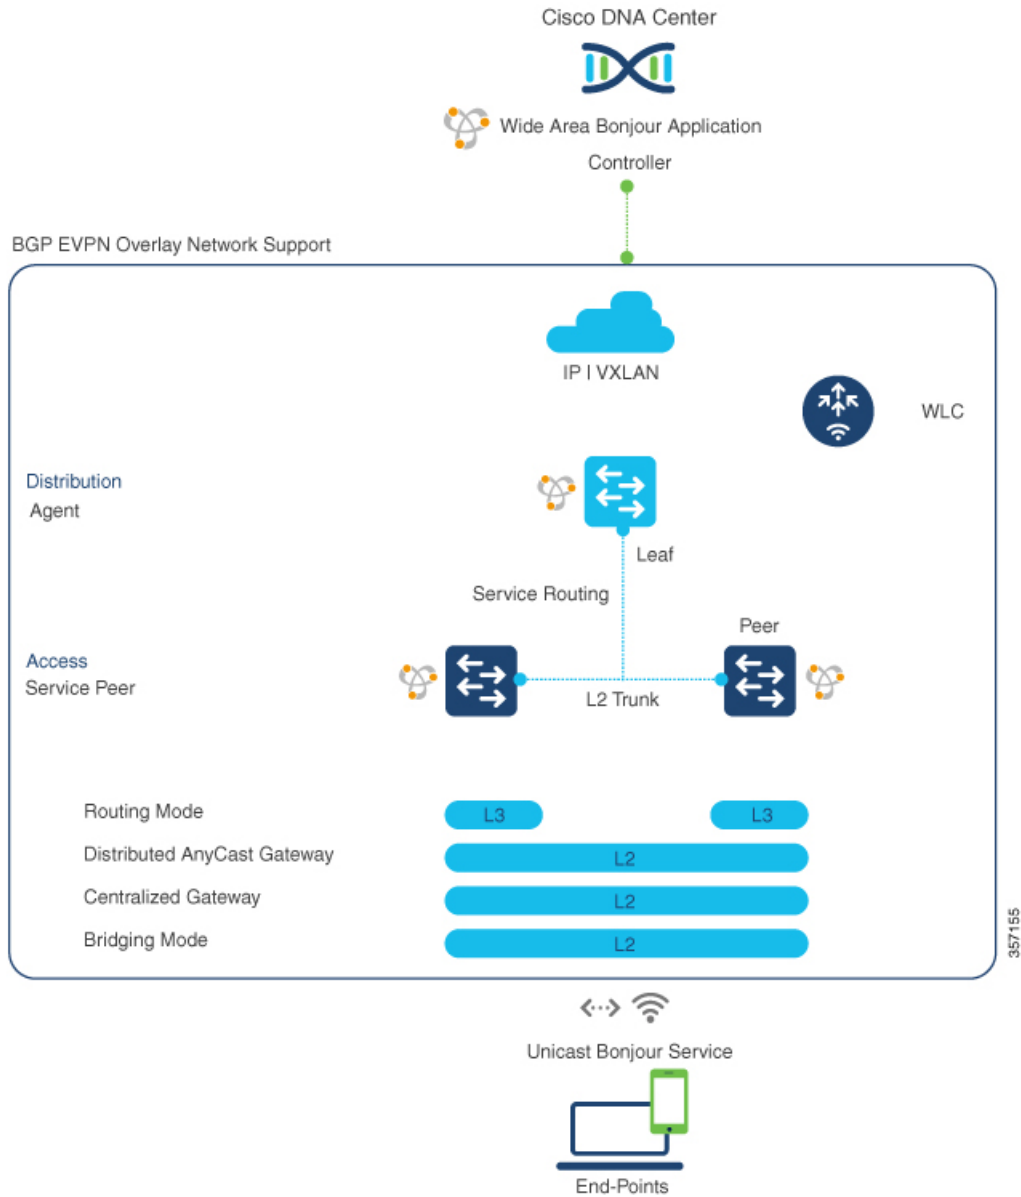 Cisco DNA Center
Wide Area Bonjour Application
Controller
BGP EVPN Overlay Network Support
IP I VXLAN
WLC
Distribution
Agent
Leaf
Service Routing
Peer
Access
Service Peer
L2 Trunk
Routing Mode
L3
L3
Distributed AnyCast Gateway
L2
Centralized Gateway
L2
Bridging Mode
L2
357155
Unicast Bonjour Service
End-Points